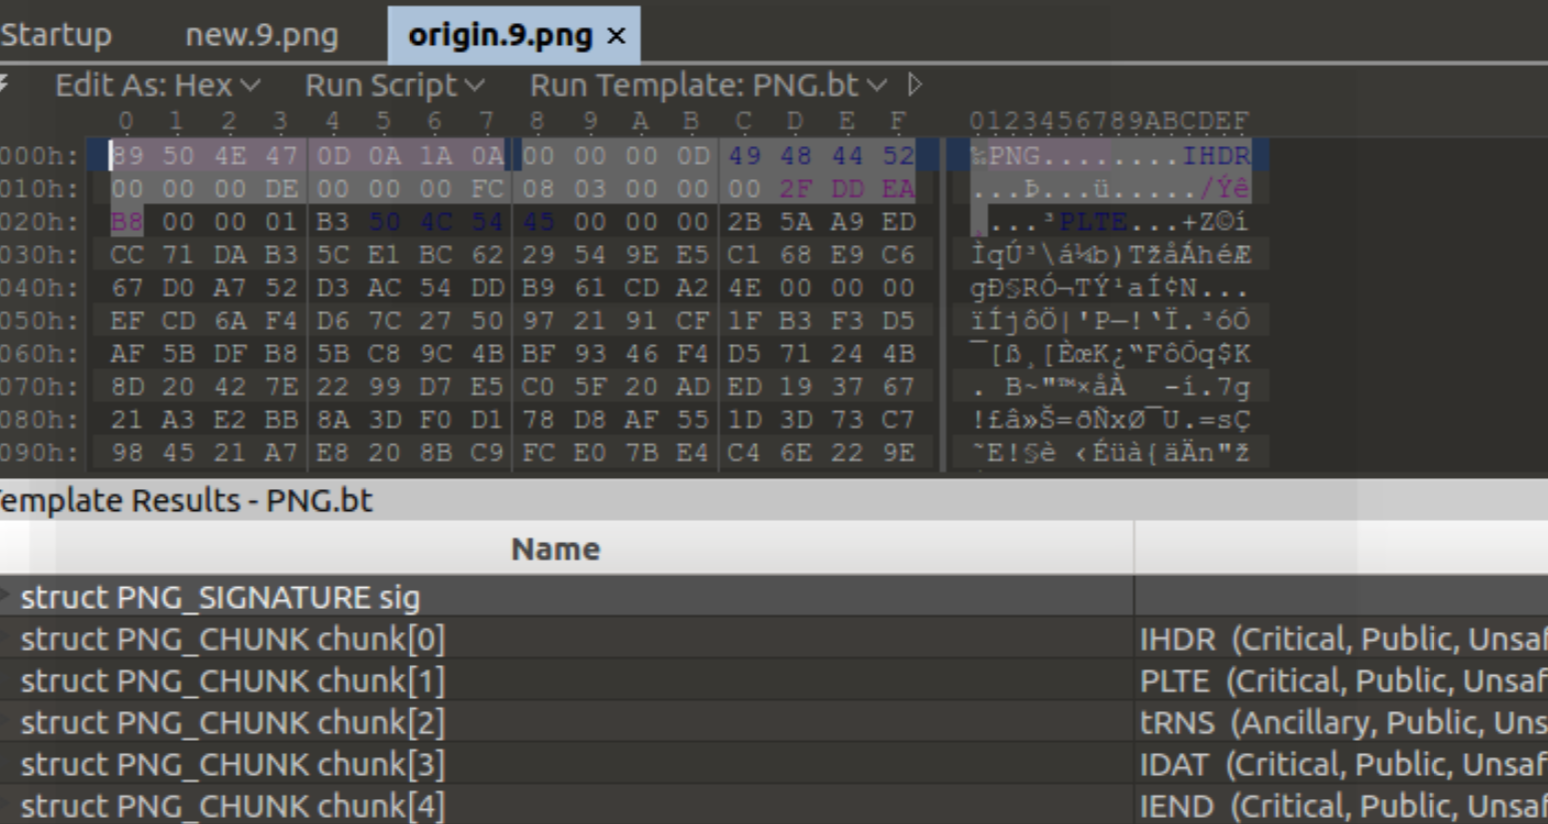 Startup new.9.png origin.9.png ×
Edit As: Hex Run Script Run Template: PNG.bt
0 1 2 3 4 5 6 7 8 9 A B C D E F 0123456789ABCDEF
000h: 89 50 4E 47 0D 0A 1A 0A 00 00 00 0D 49 48 44 52 ‰PNG........IHDR
010h: 00 00 00 DE 00 00 00 FC 08 03 00 00 00 2F DD EA ...Þ...ü...../Ýê
020h: B8 00 00 01 B3 50 4C 54 45 00 00 00 2B 5A A9 ED ¸...³PLTE...+Z©í
030h: CC 71 DA B3 5C E1 BC 62 29 54 9E E5 C1 68 E9 C6 ÌqÚ³\á¼b)TžåÁhéÆ
040h: 67 D0 A7 52 D3 AC 54 DD B9 61 CD A2 4E 00 00 00 gÐ§RÓ¬TÝ¹aÍ¢N...
050h: EF CD 6A F4 D6 7C 27 50 97 21 91 CF 1F B3 F3 D5 ïÍjôÖ|'P—!‘Ï.³óÕ
060h: AF 5B DF B8 5B C8 9C 4B BF 93 46 F4 D5 71 24 4B ¯[ß¸[ÈœK¿“FôÕq$K
070h: 8D 20 42 7E 22 99 D7 E5 C0 5F 20 AD ED 19 37 67 . B~"™×åÀ_ -í.7g
080h: 21 A3 E2 BB 8A 3D F0 D1 78 D8 AF 55 1D 3D 73 C7 !£â»Š=ðÑxØ¯U.=sÇ
090h: 98 45 21 A7 E8 20 8B C9 FC E0 7B E4 C4 6E 22 9E ˜E!§è ‹Éüà{äÄn"ž
Template Results - PNG.bt
Name
struct PNG_SIGNATURE sig
struct PNG_CHUNK chunk[0] IHDR (Critical, Public, Unsaf
struct PNG_CHUNK chunk[1] PLTE (Critical, Public, Unsaf
struct PNG_CHUNK chunk[2] tRNS (Ancillary, Public, Uns
struct PNG_CHUNK chunk[3] IDAT (Critical, Public, Unsaf
struct PNG_CHUNK chunk[4] IEND (Critical, Public, Unsaf